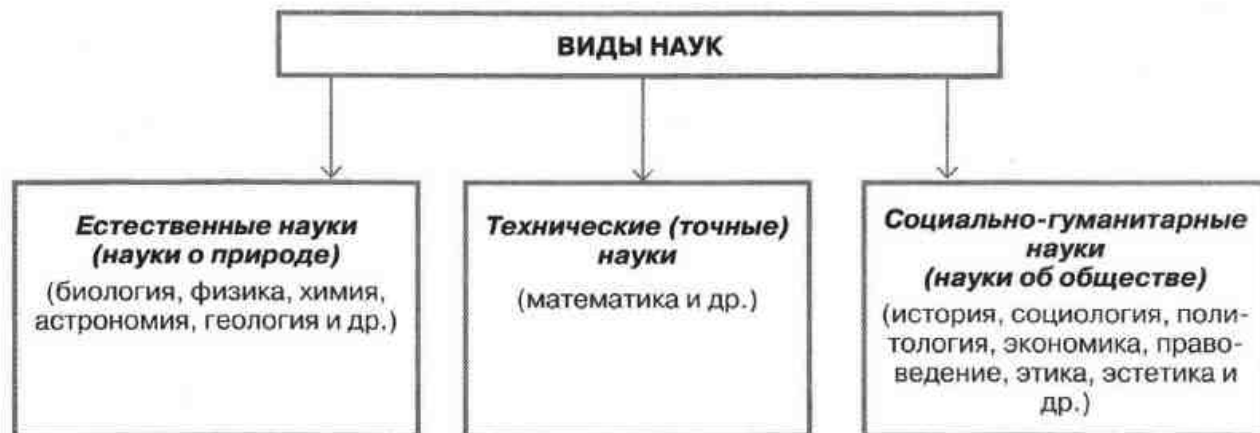 ВИДЫ НАУК
Естественные науки
(науки о природе)
(биология, физика, химия,
астрономия, геология и др.)
Технические (точные)
науки
(математика и др.)
Социально-гуманитарные
науки
(науки об обществе)
(история, социология, поли-
тология, экономика, право-
ведение, этика, эстетика и
др.)